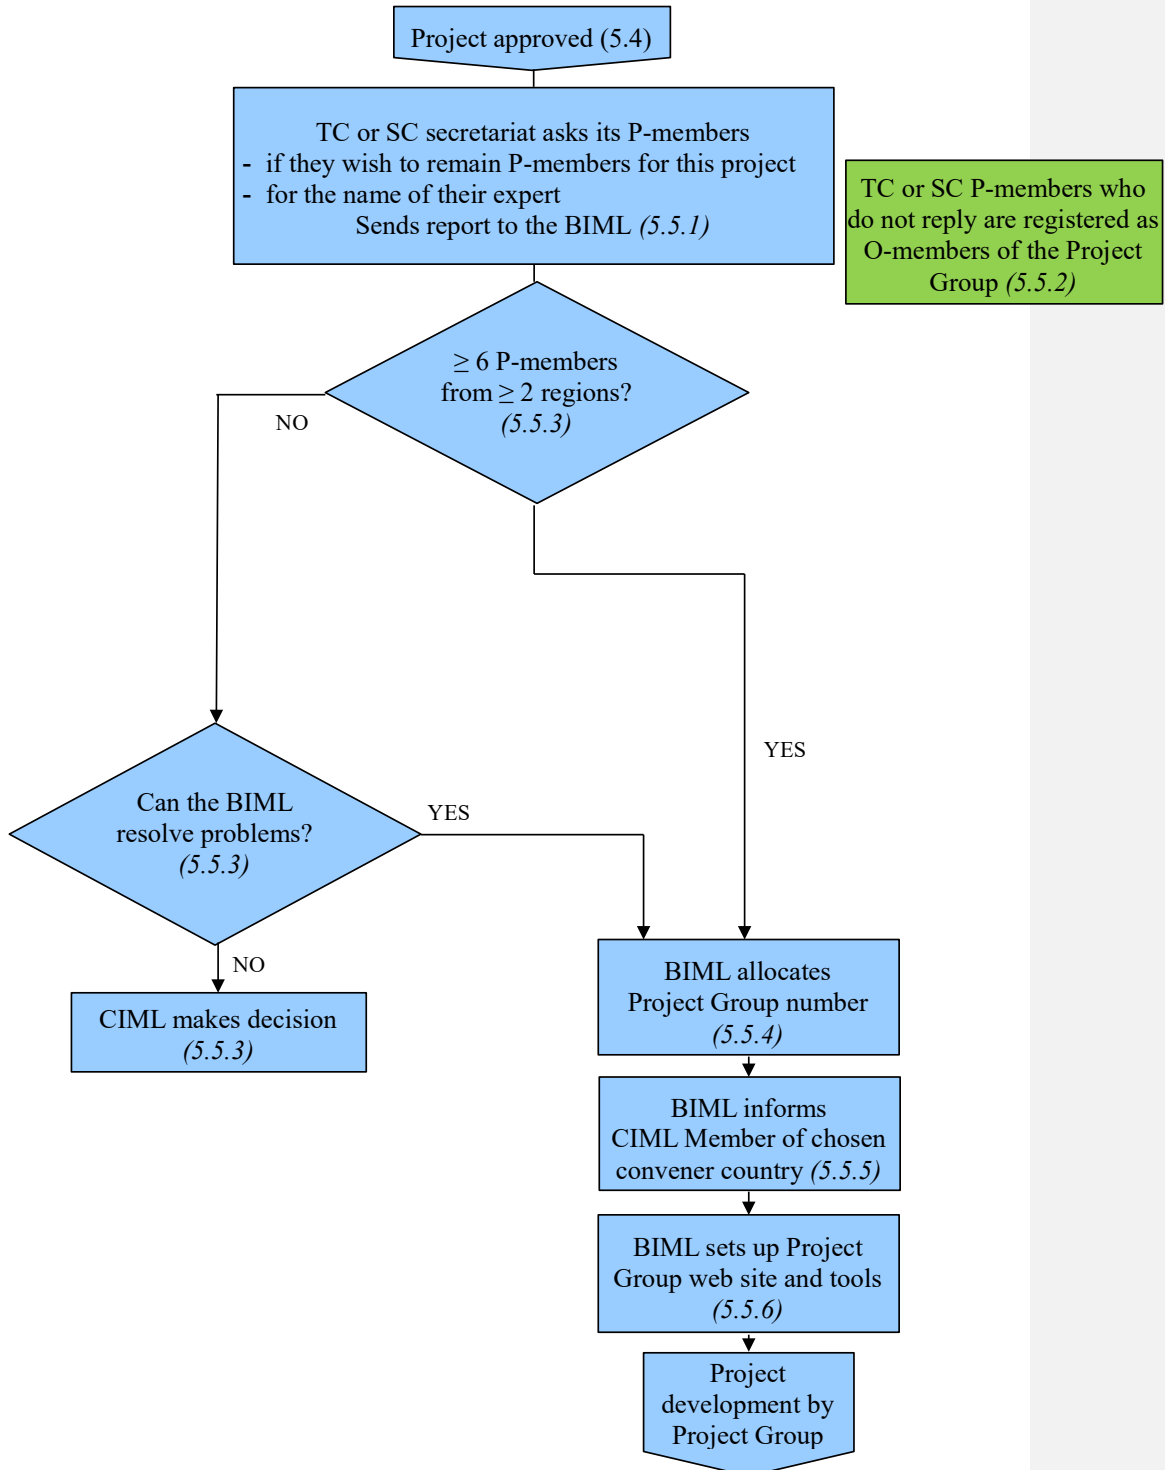 Project approved (5.4)
TC or SC secretariat asks its P-members
- if they wish to remain P-members for this project
- for the name of their expert
Sends report to the BIML (5.5.1)
TC or SC P-members who
do not reply are registered as
O-members of the Project
Group (5.5.2)
≥ 6 P-members
from ≥ 2 regions?
(5.5.3)
NO
YES
Can the BIML
resolve problems?
(5.5.3)
YES
NO
CIML makes decision
(5.5.3)
BIML allocates
Project Group number
(5.5.4)
BIML informs
CIML Member of chosen
convener country (5.5.5)
BIML sets up Project
Group web site and tools
(5.5.6)
Project
development by
Project Group